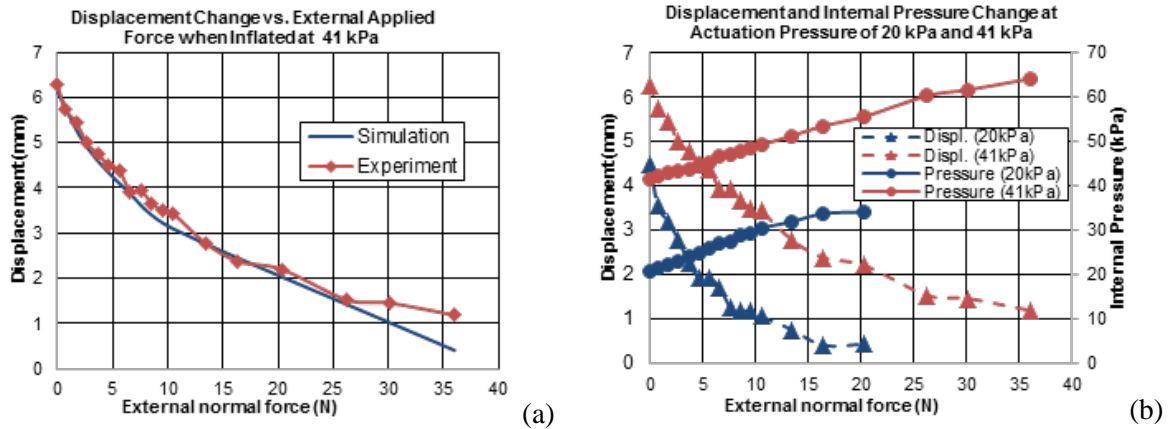 Displacement Change vs. External Applied
Force when Inflated at 41 kPa
7
6
5
4
3
2
1
0
Displacement (mm)
Simulation
Experiment
0 5 10 15 20 25 30 35 40
External normal force (N)
(a)
Displacement and Internal Pressure Change at
Actuation Pressure of 20 kPa and 41 kPa
7
6
5
4
3
2
1
0
Displacement (mm)
Displ. (20kPa)
Displ. (41kPa)
Pressure (20kPa)
Pressure (41kPa)
70
60
50
40
30
20
10
0
Internal Pressure (kPa)
0 5 10 15 20 25 30 35 40
External normal force (N)
(b)